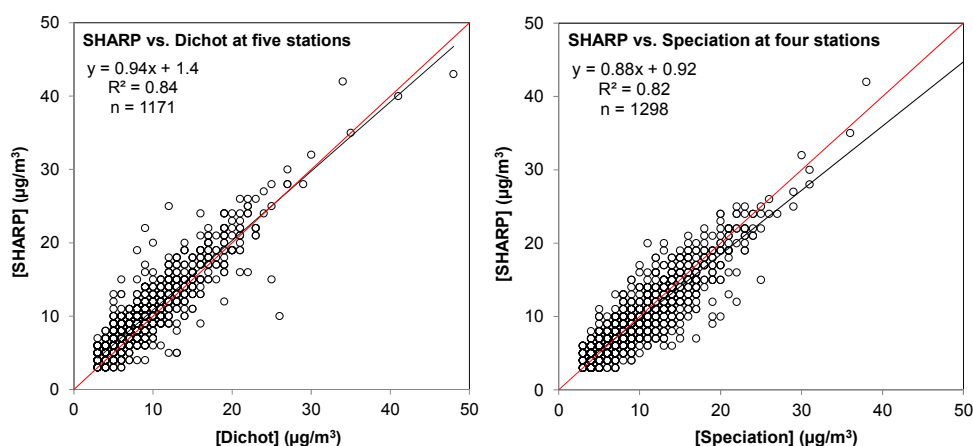 SHARP vs. Dichot at five stations
y = 0.94x + 1.4
R² = 0.84
n = 1171
[SHARP] (µg/m³)
50
40
30
20
10
0
0 10 20 30 40 50
[Dichot] (µg/m³)
SHARP vs. Speciation at four stations
y = 0.88x + 0.92
R² = 0.82
n = 1298
[SHARP] (µg/m³)
50
40
30
20
10
0
0 10 20 30 40 50
[Speciation] (µg/m³)